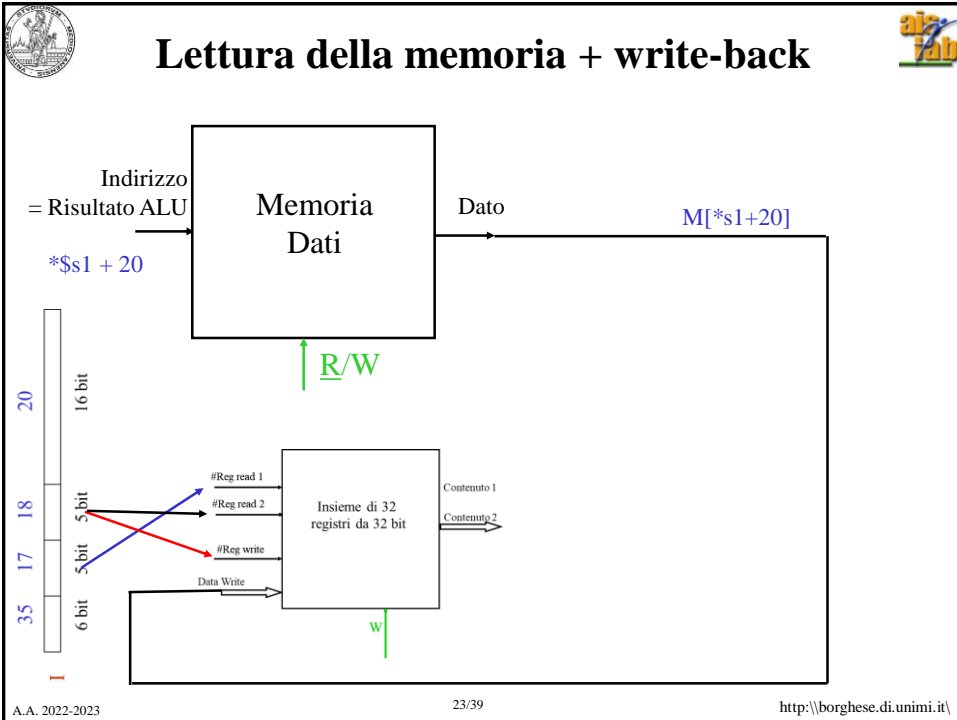 Lettura della memoria + write-back
Indirizzo
= Risultato ALU
*$s1 + 20
Memoria
Dati
Dato
M[*s1+20]
R/W
20
16 bit
18
5 bit
17
5 bit
35
6 bit
I
#Reg read 1
#Reg read 2
#Reg write
Data Write
Insieme di 32
registri da 32 bit
Contenuto 1
Contenuto 2
W
A.A. 2022-2023
23/39
http:\\borghese.di.unimi.it\